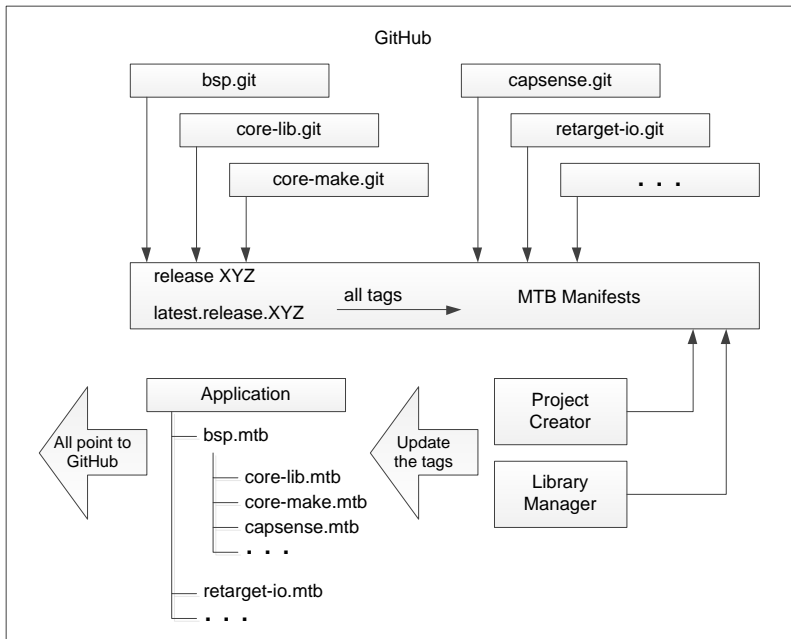 GitHub
bsp.git
capsense.git
core-lib.git
retarget-io.git
core-make.git
. . .
release XYZ
latest.release.XYZ
all tags
MTB Manifests
Application
Project
Creator
All point to
GitHub
bsp.mtb
Update
the tags
core-lib.mtb
core-make.mtb
capsense.mtb
. . .
Library
Manager
retarget-io.mtb
. . .